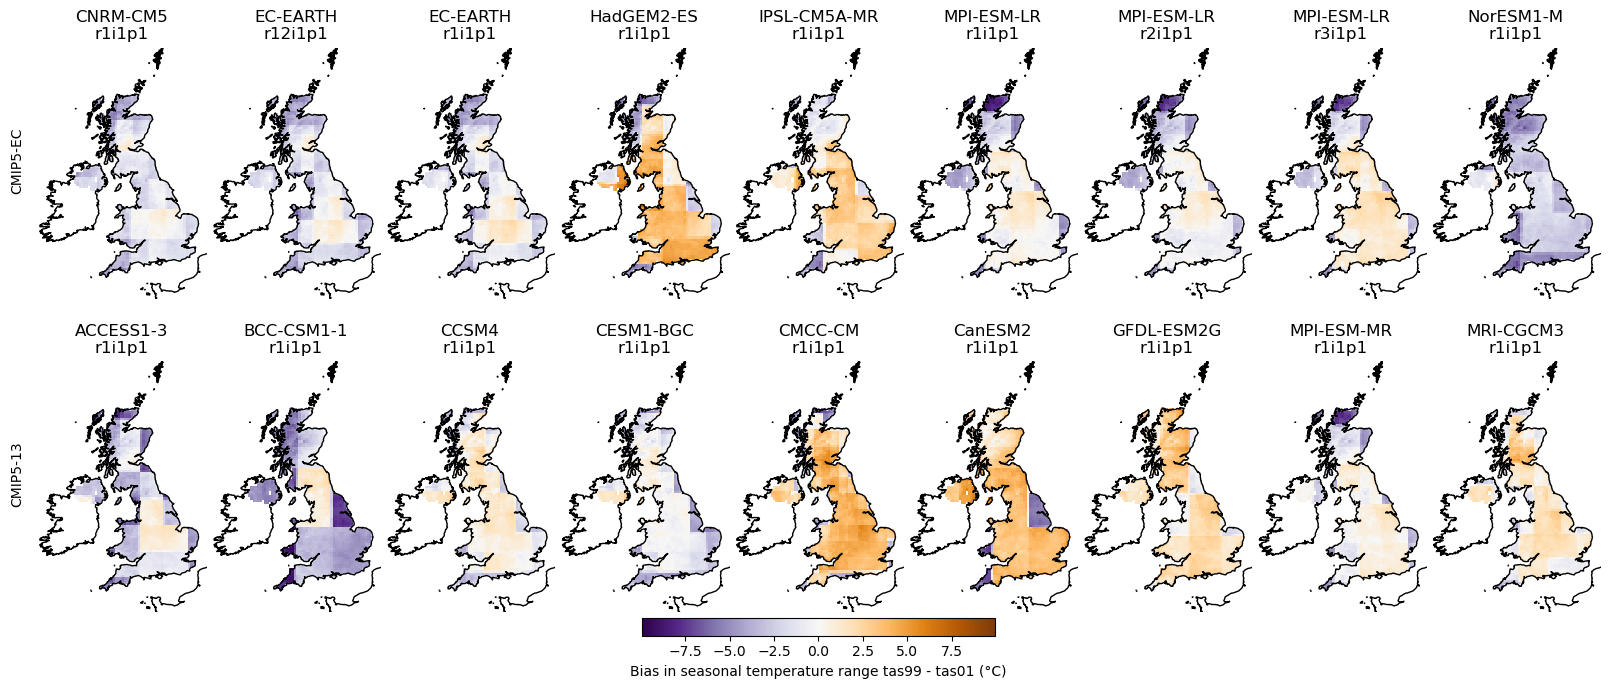 CNRM-CM5
r1i1p1
EC-EARTH
r12i1p1
EC-EARTH
r1i1p1
HadGEM2-ES
r1i1p1
IPSL-CM5A-MR
r1i1p1
MPI-ESM-LR
r1i1p1
MPI-ESM-LR
r2i1p1
MPI-ESM-LR
r3i1p1
NorESM1-M
r1i1p1
CMIP5-EC
ACCESS1-3
r1i1p1
BCC-CSM1-1
r1i1p1
CCSM4
r1i1p1
CESM1-BGC
r1i1p1
CMCC-CM
r1i1p1
CanESM2
r1i1p1
GFDL-ESM2G
r1i1p1
MPI-ESM-MR
r1i1p1
MRI-CGCM3
r1i1p1
CMIP5-13
−7.5 −5.0 −2.5 0.0 2.5 5.0 7.5
Bias in seasonal temperature range tas99 - tas01 (°C)